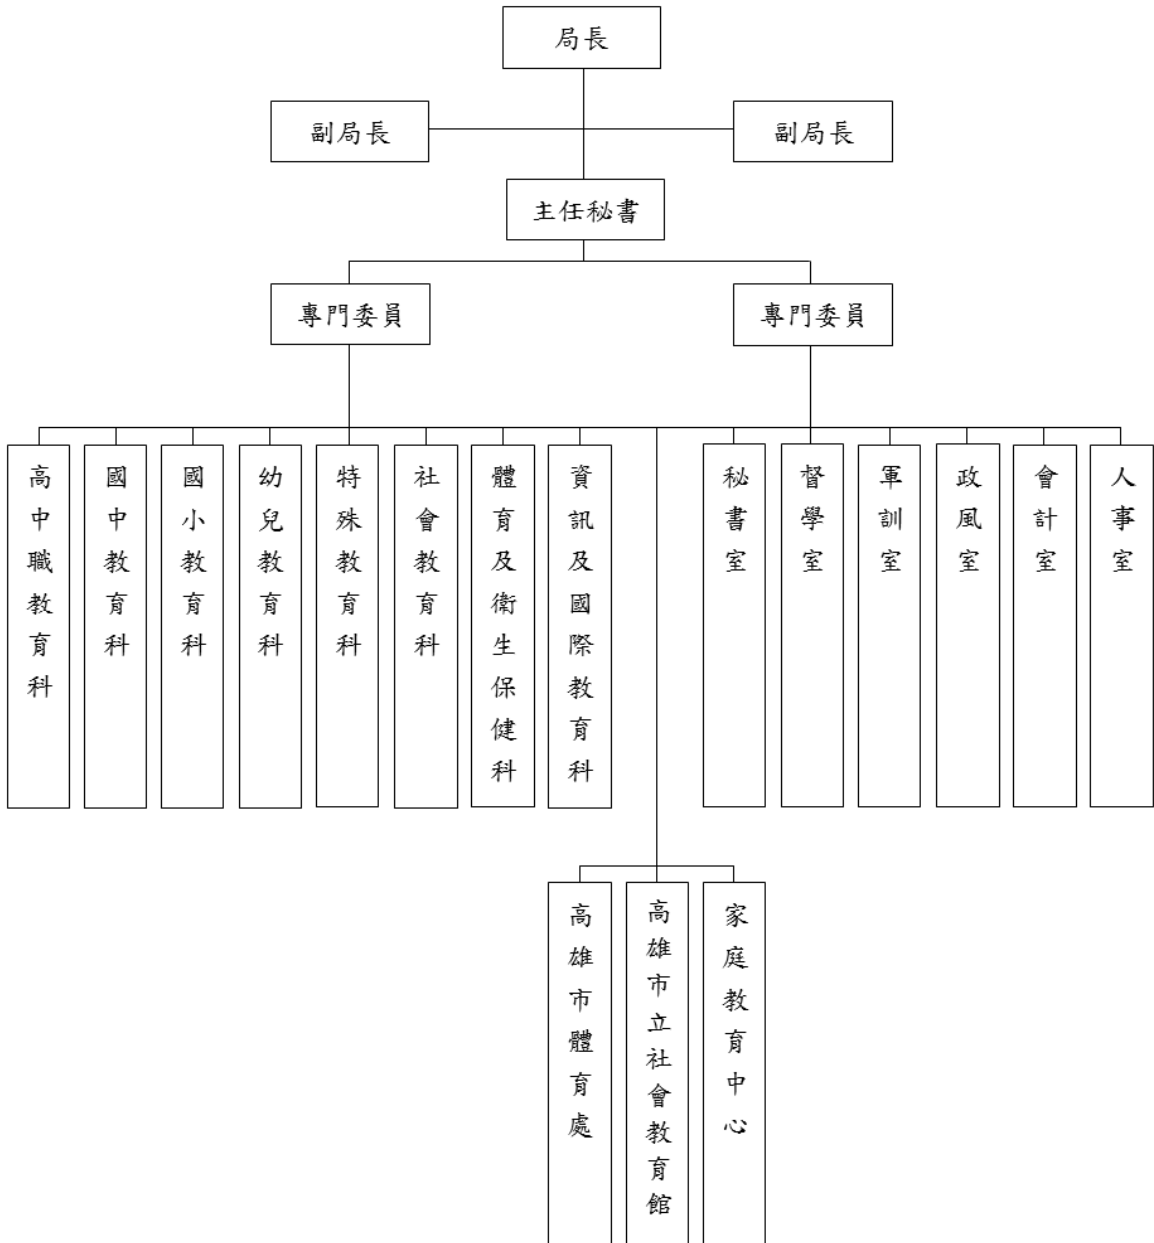 局長
副局長
副局長
主任秘書
專門委員
專門委員
高中職教育科
國中教育科
國小教育科
幼兒教育科
特殊教育科
社會教育科
體育及衛生保健科
資訊及國際教育科
秘書室
督學室
軍訓室
政風室
會計室
人事室
高雄市體育處
高雄市立社會教育館
家庭教育中心